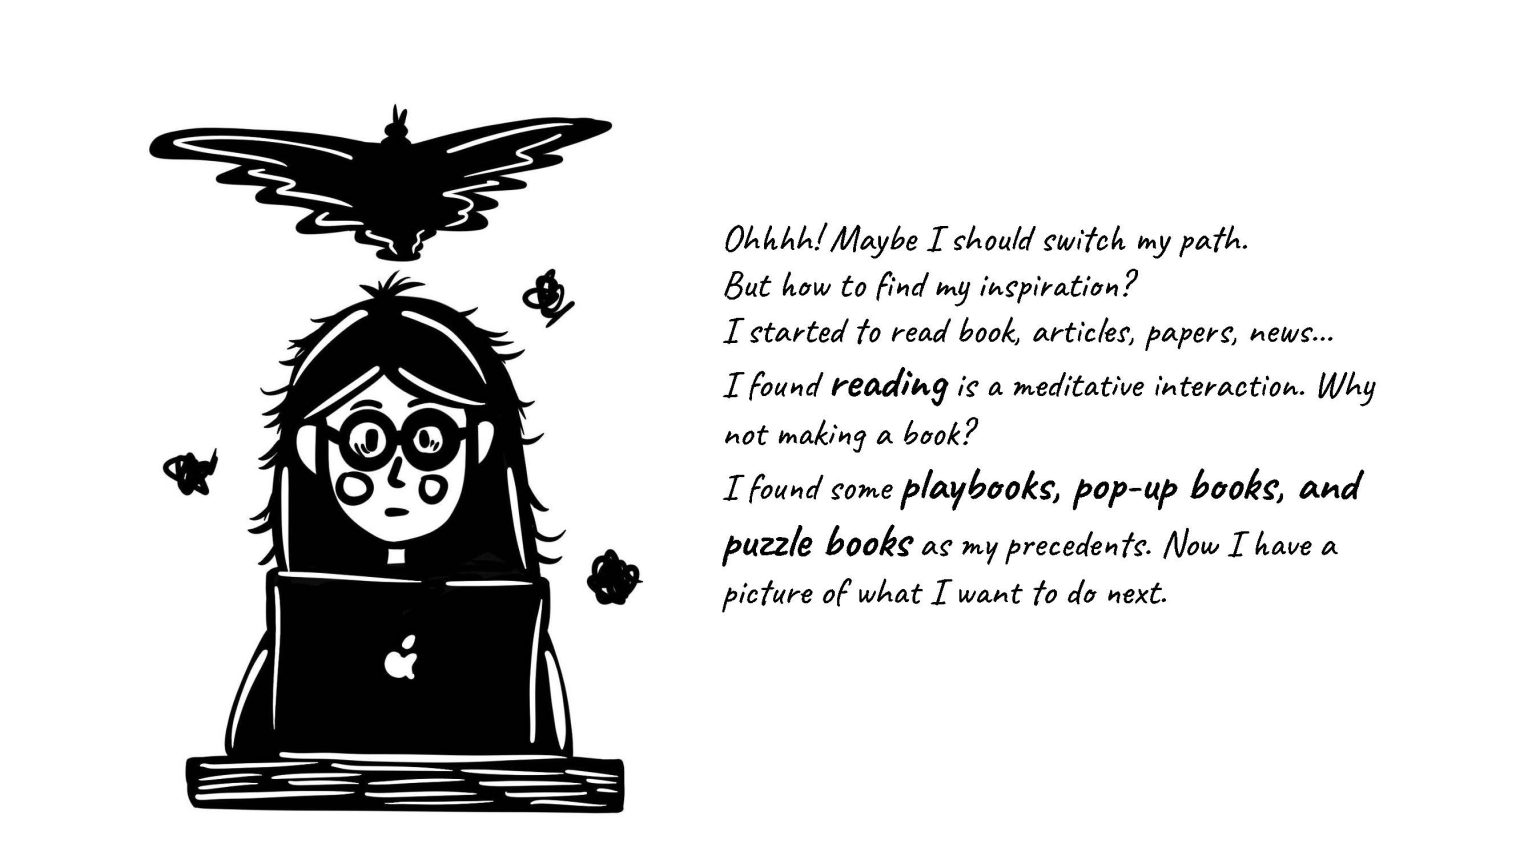 Ohhhh! Maybe I should switch my path.
But how to find my inspiration?
I started to read book, articles, papers, news...
I found reading is a meditative interaction. Why
not making a book?
I found some playbooks, pop-up books, and
puzzle books as my precedents. Now I have a
picture of what I want to do next.